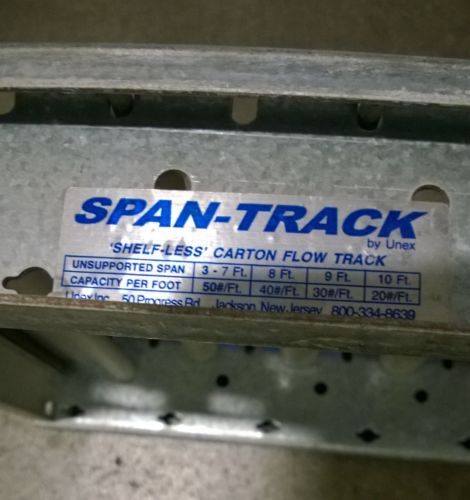 SPAN-TRACK
by Unex
'SHELF-LESS' CARTON FLOW TRACK
UNSUPPORTED SPAN 3 - 7 Ft. 8 Ft. 9 Ft. 10 Ft.
CAPACITY PER FOOT 50#/Ft. 40#/Ft. 30#/Ft. 20#/Ft.
Unex Inc. 50 Progress Rd. Jackson, New Jersey 800-334-8639